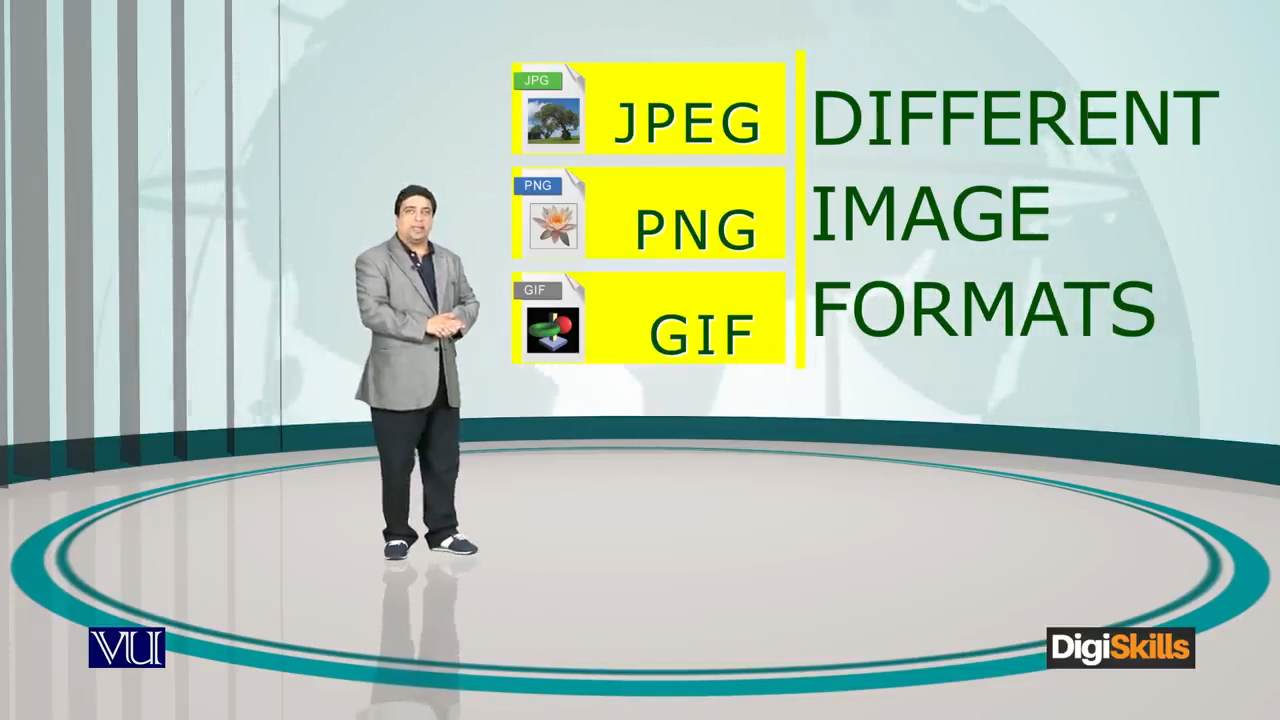 JPG
JPEG
PNG
PNG
GIF
GIF
DIFFERENT
IMAGE
FORMATS
VU
DigiSkills